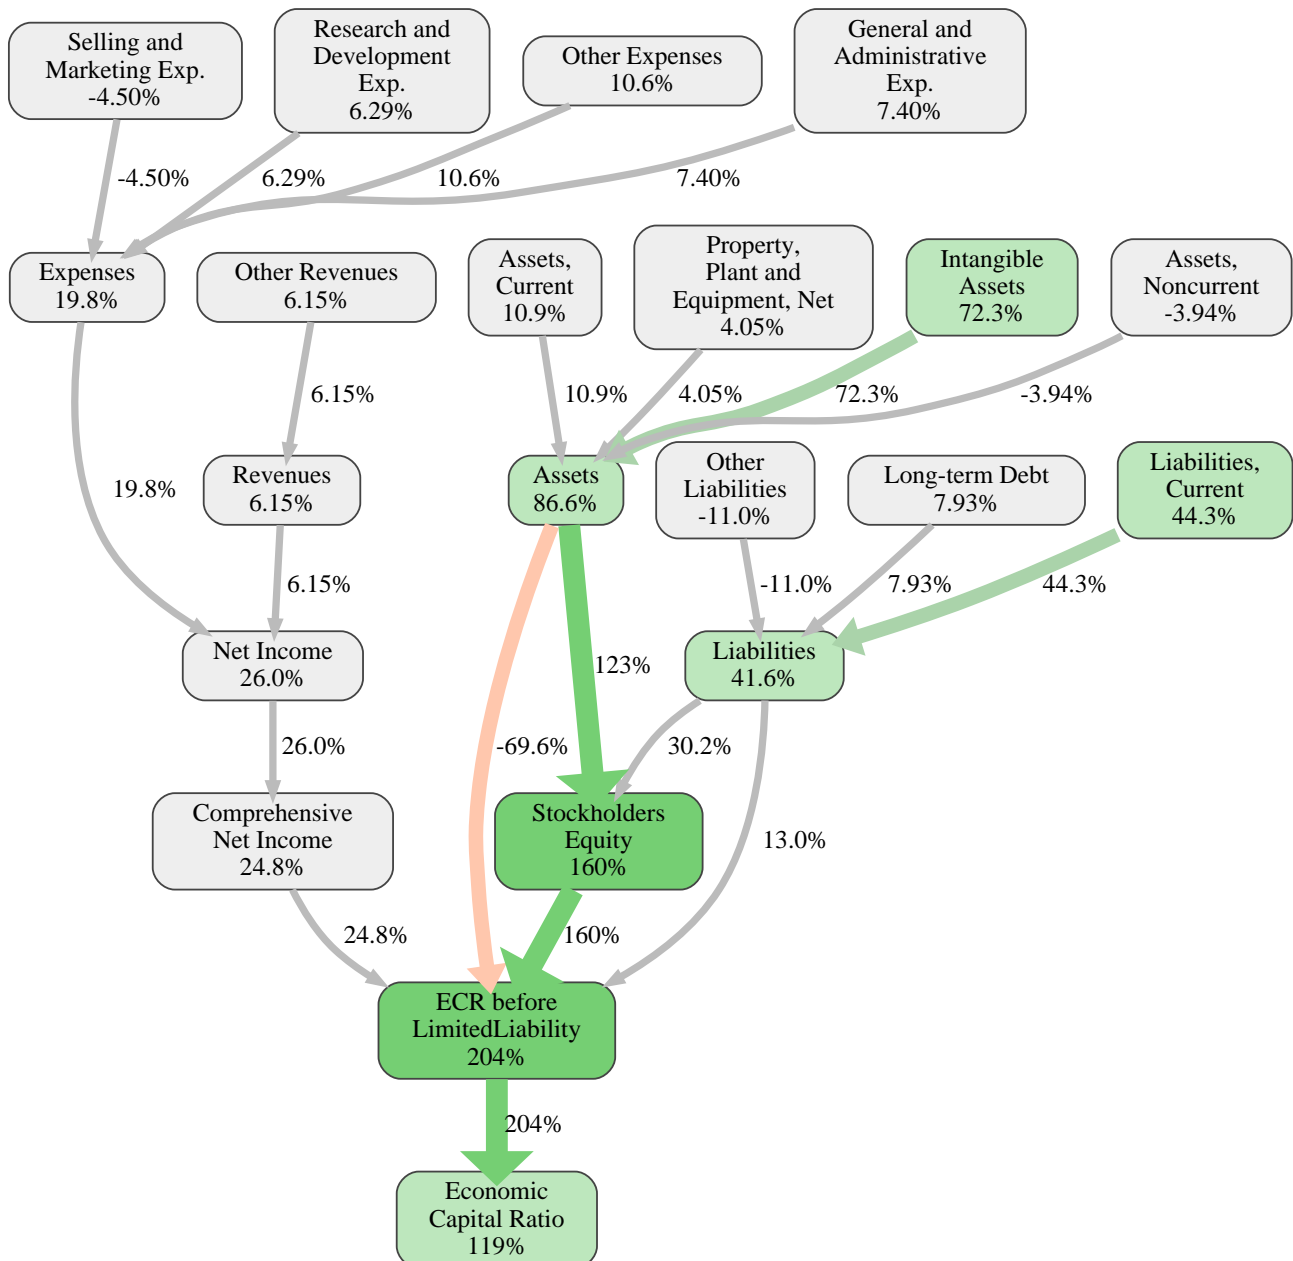 Selling and
Marketing Exp.
-4.50%
Research and
Development
Exp.
6.29%
Other Expenses
10.6%
General and
Administrative
Exp.
7.40%
-4.50%
6.29%
10.6%
7.40%
Expenses
19.8%
Other Revenues
6.15%
Assets,
Current
10.9%
Property,
Plant and
Equipment, Net
4.05%
Intangible
Assets
72.3%
Assets,
Noncurrent
-3.94%
6.15%
10.9%
4.05%
72.3%
-3.94%
19.8%
Revenues
6.15%
Assets
86.6%
Other
Liabilities
-11.0%
Long-term Debt
7.93%
Liabilities,
Current
44.3%
6.15%
-11.0%
7.93%
44.3%
Net Income
26.0%
123%
Liabilities
41.6%
26.0%
-69.6%
30.2%
Comprehensive
Net Income
24.8%
Stockholders
Equity
160%
13.0%
24.8%
160%
ECR before
LimitedLiability
204%
204%
Economic
Capital Ratio
119%